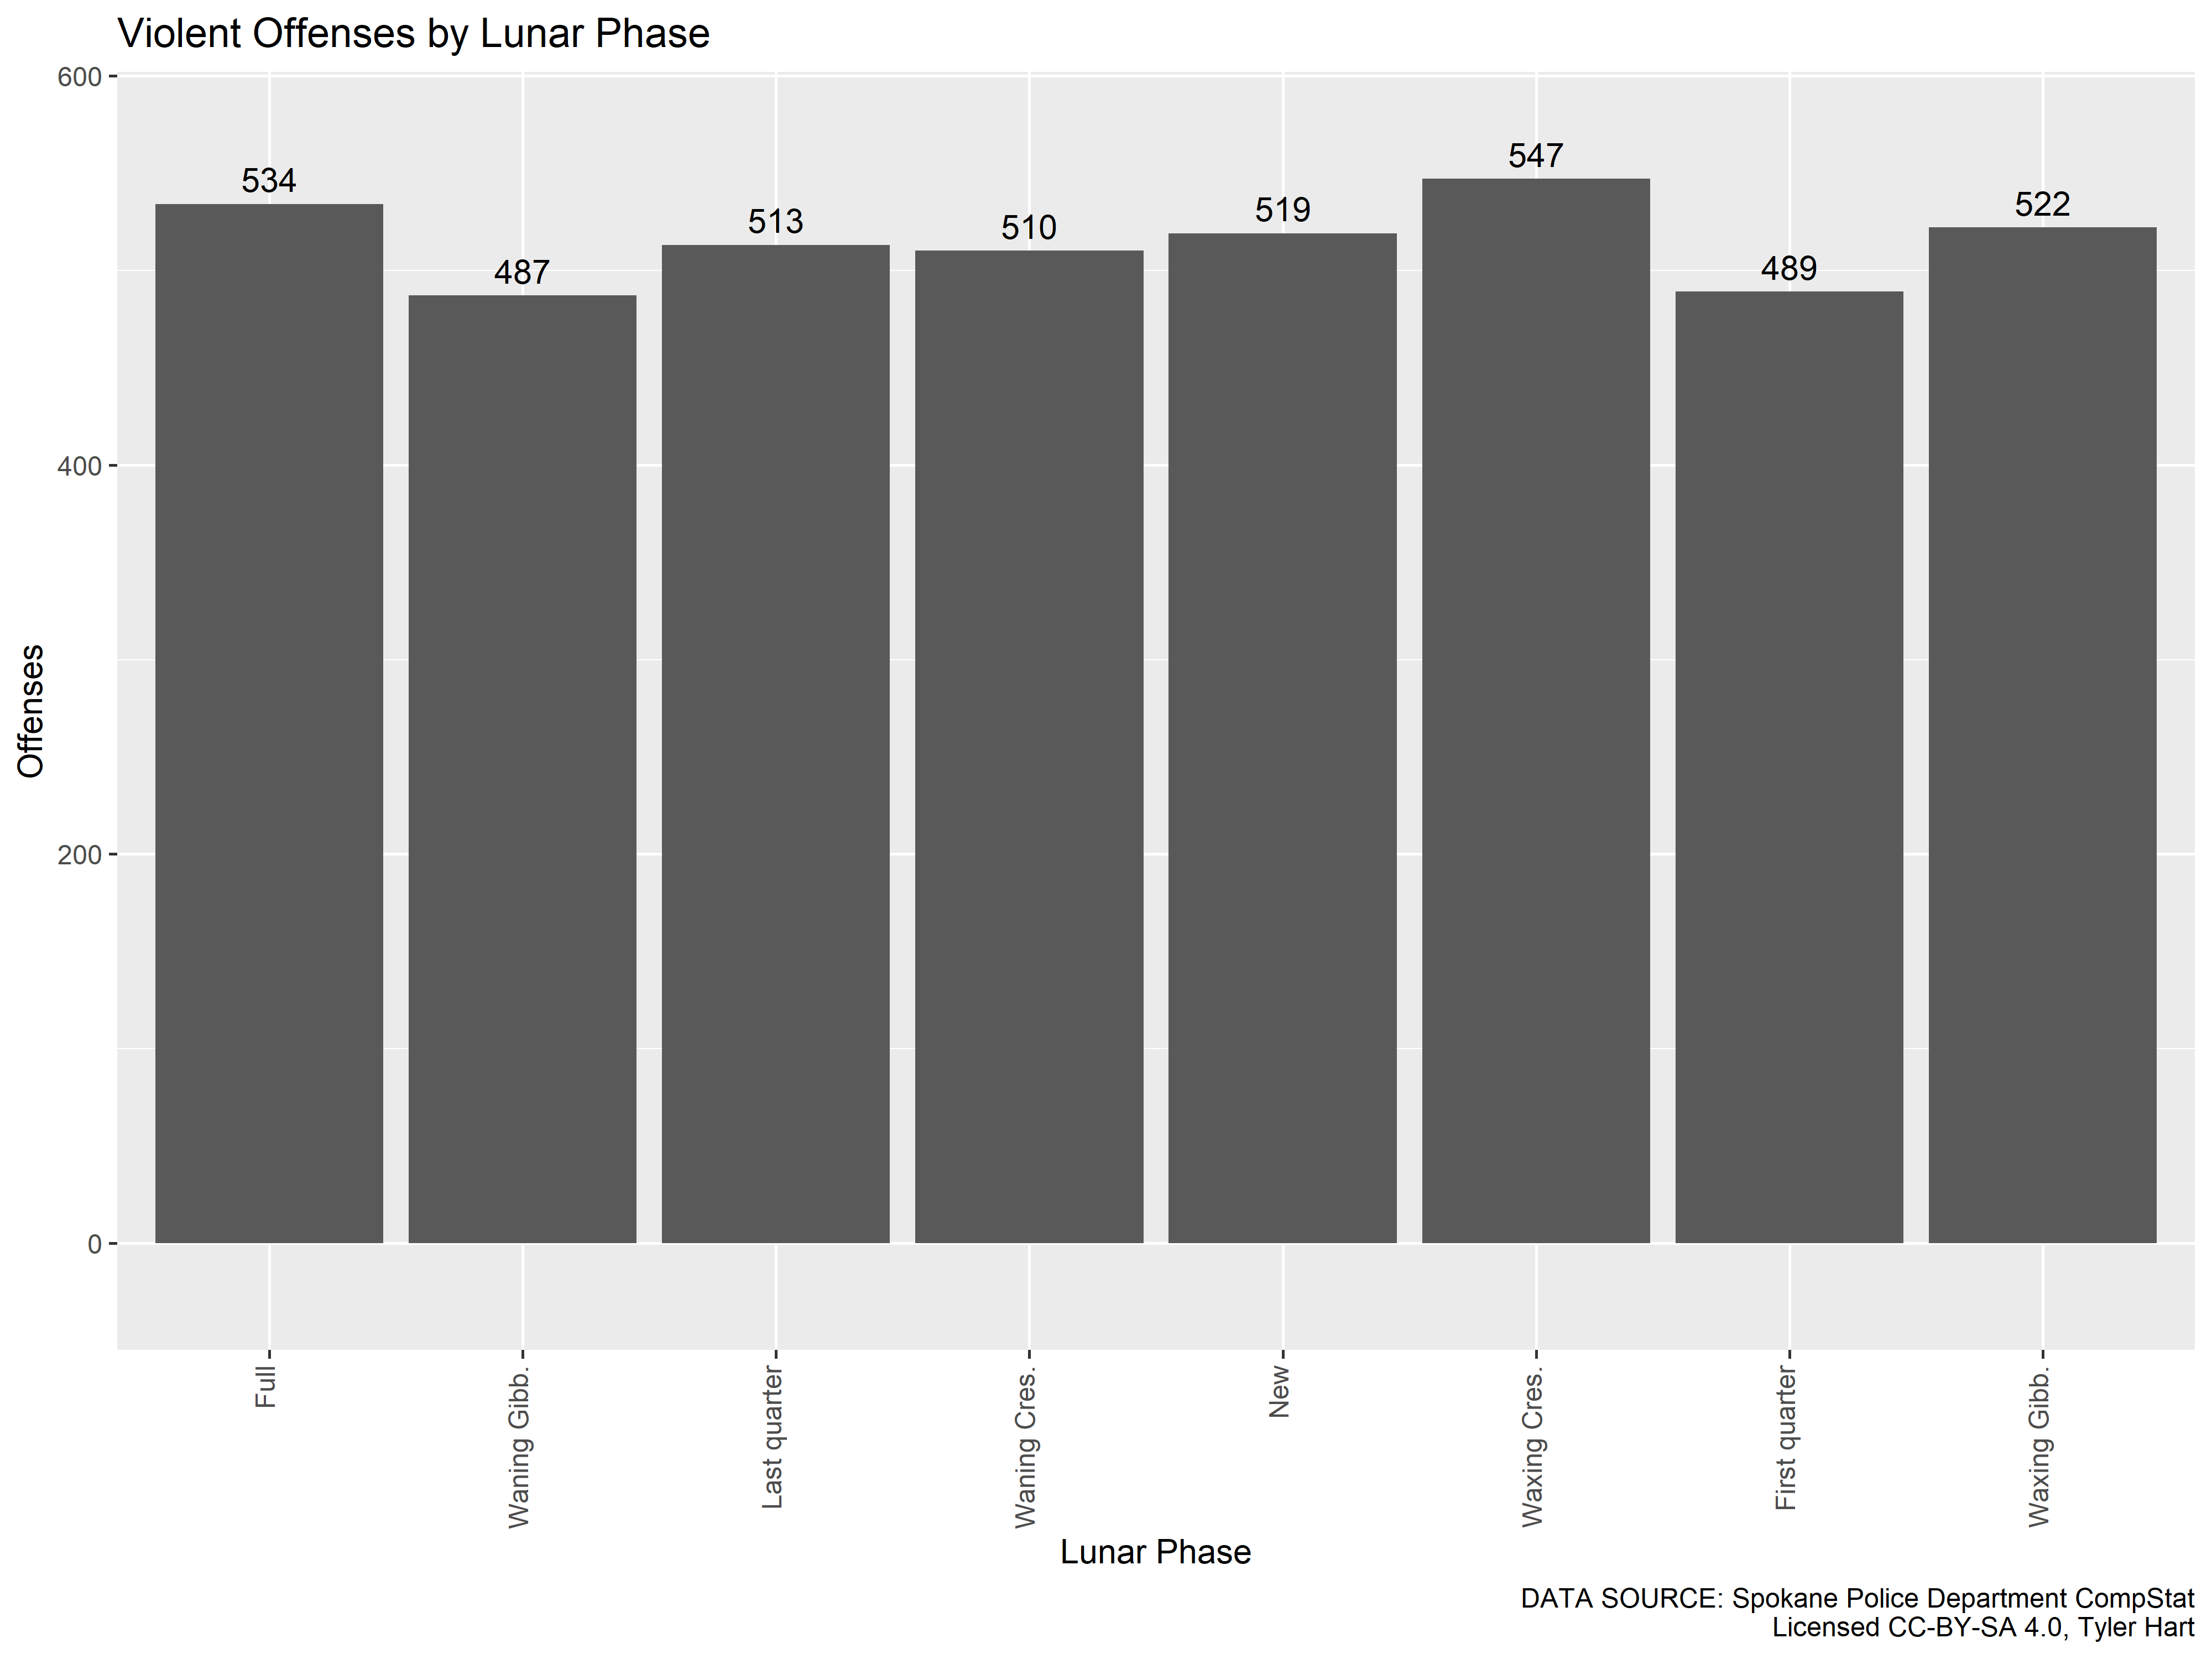 Violent Offenses by Lunar Phase
600
400
200
0
Offenses
534
487
513
510
519
547
489
522
Full
Waning Gibb.
Last quarter
Waning Cres.
New
Waxing Cres.
First quarter
Waxing Gibb.
Lunar Phase
DATA SOURCE: Spokane Police Department CompStat
Licensed CC-BY-SA 4.0, Tyler Hart